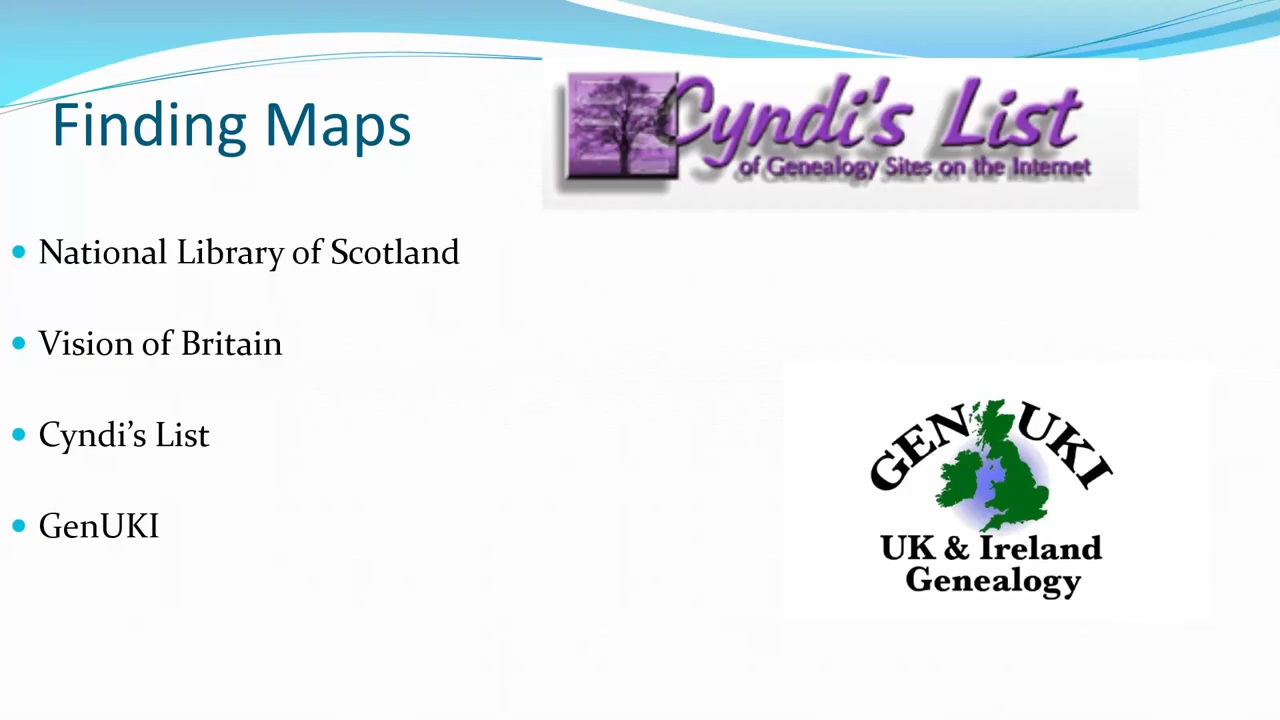 Finding Maps
Cyndi's List
of Genealogy Sites on the Internet
• National Library of Scotland
• Vision of Britain
• Cyndi’s List
• GenUKI
GEN UKI
UK & Ireland
Genealogy